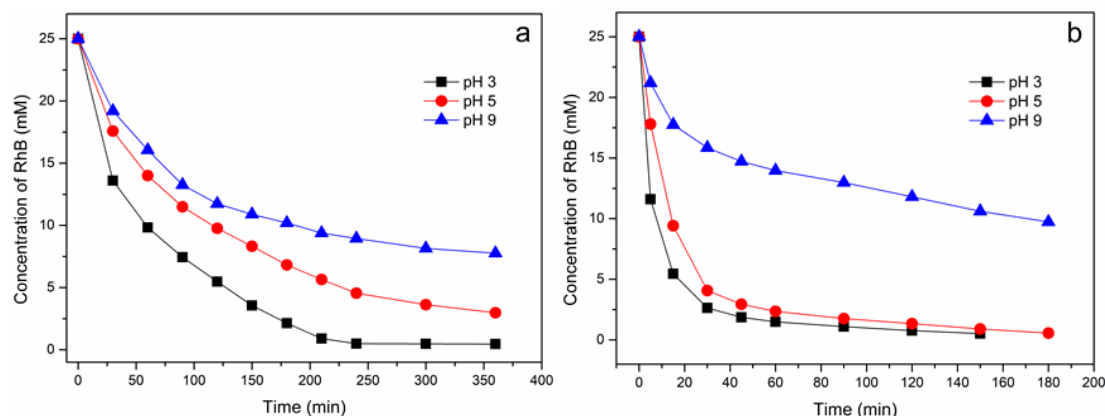 a
25
20
15
10
5
0
Concentration of RhB (mM)
pH 3
pH 5
pH 9
0 50 100 150 200 250 300 350 400
Time (min)
b
25
20
15
10
5
0
Concentration of RhB (mM)
pH 3
pH 5
pH 9
0 20 40 60 80 100 120 140 160 180 200
Time (min)